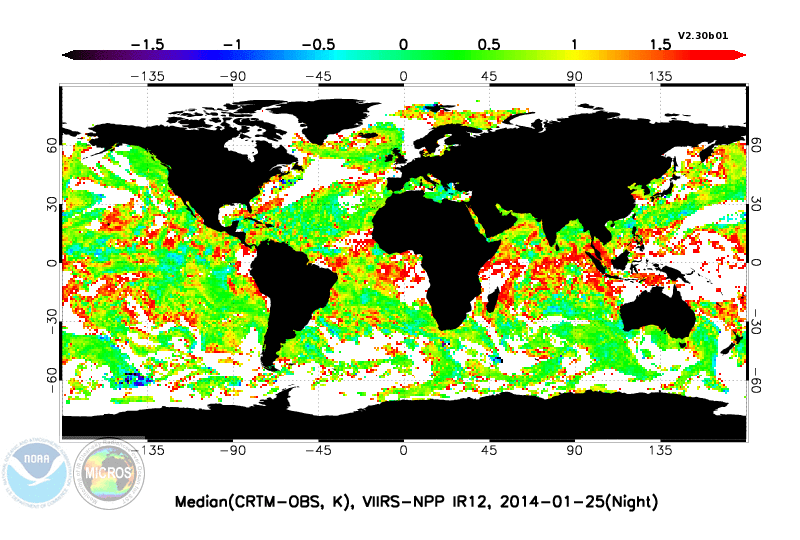 V2.30b01
−1.5 −1 −0.5 0 0.5 1 1.5
−135 −90 −45 0 45 90 135
60 60
30 30
0 0
−30 −30
−60 −60
−135 −90 −45 0 45 90 135
NOAA
MICROS
Median(CRTM−OBS, K), VIIRS−NPP IR12, 2014−01−25(Night)